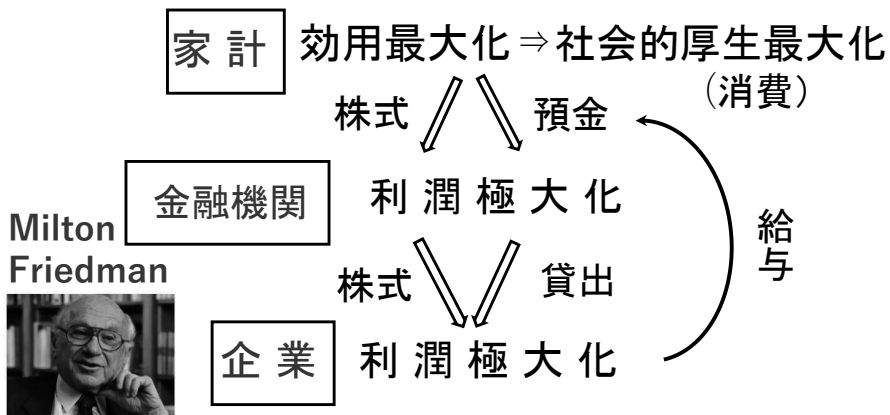 家計 効用最大化⇒社会的厚生最大化
(消費)
株式 預金
金融機関 利潤極大化
Milton
Friedman
給与
株式 貸出
企業 利潤極大化